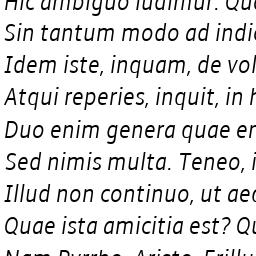 Hic ambiguo ludimur. Quo
Sin tantum modo ad indi
Idem iste, inquam, de vol
Atqui reperies, inquit, in h
Duo enim genera quae er
Sed nimis multa. Teneo, i
Illud non continuo, ut aeq
Quae ista amicitia est? Qu
Nam Pyrrho, Aristo, Erillu